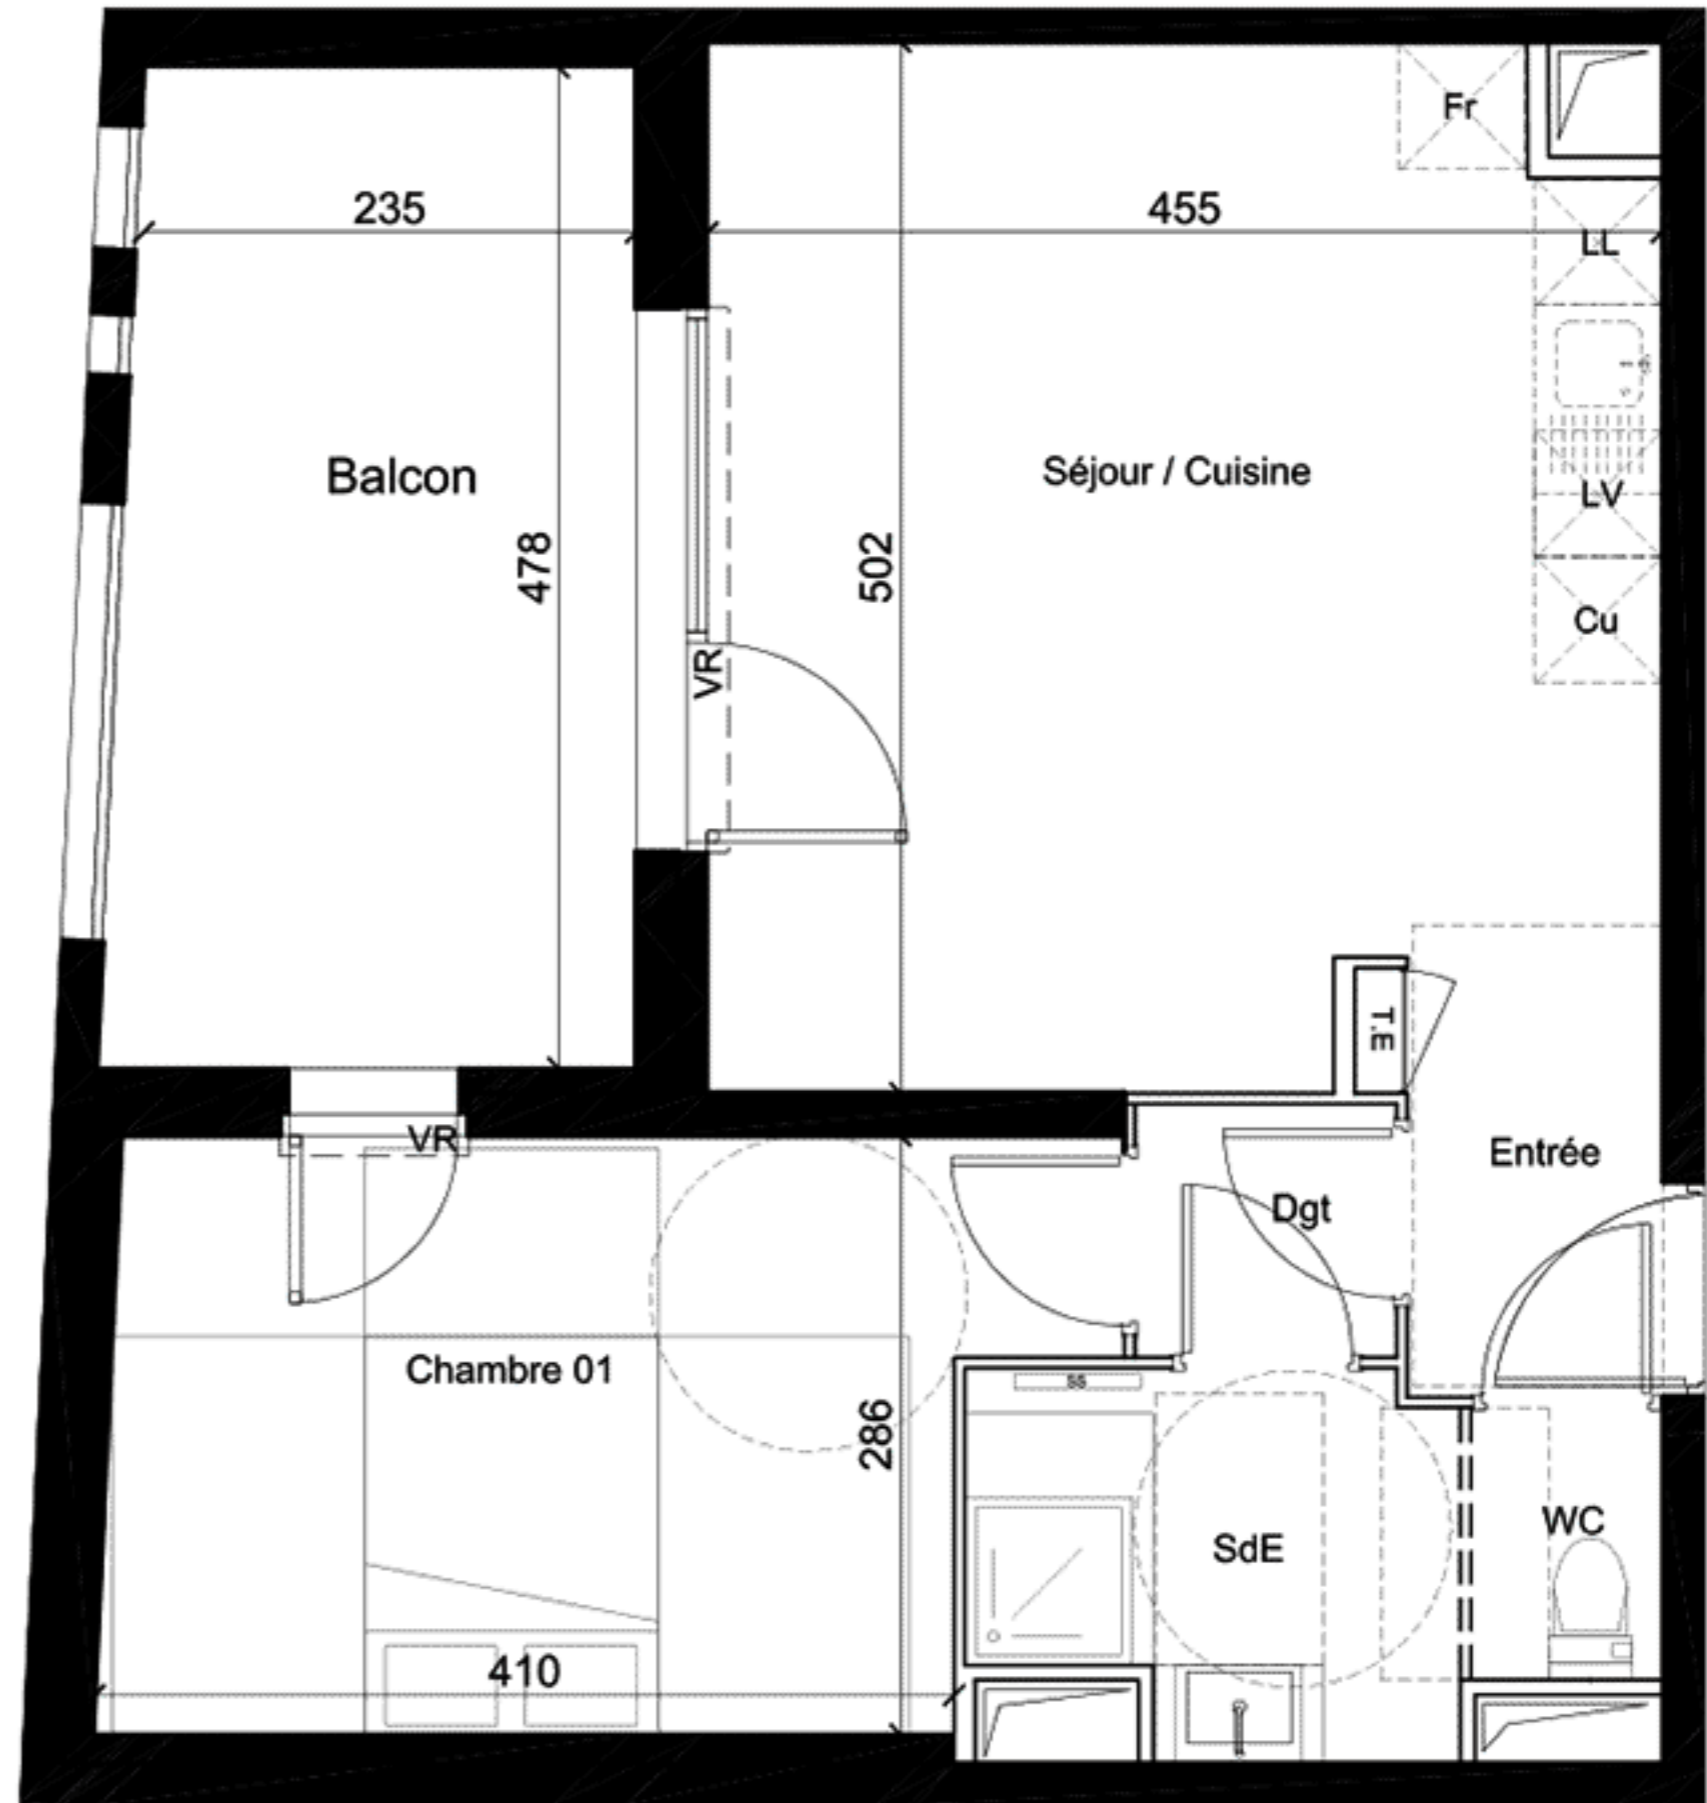 Fr
235
455
LL
Balcon
Séjour / Cuisine
LV
478
502
Cu
VR
T.E
VR
Entrée
Dgt
Chambre 01
SS
286
WC
SdE
410